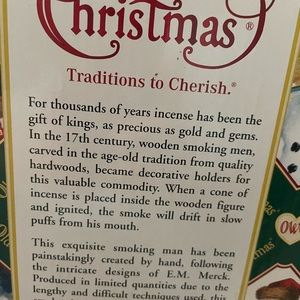 Christmas®
Traditions to Cherish.®
For thousands of years incense has been the
gift of kings, as precious as gold and gems.
In the 17th century, wooden smoking men,
carved in the age-old tradition from quality
hardwoods, became decorative holders for
this valuable commodity. When a cone of
incense is placed inside the wooden figure
and ignited, the smoke will drift in slow
puffs from his mouth.
This exquisite smoking man has been
painstakingly created by hand, following
the intricate designs of E.M. Merck.
Produced in limited quantities due to the
lengthy and difficult techniques used, this